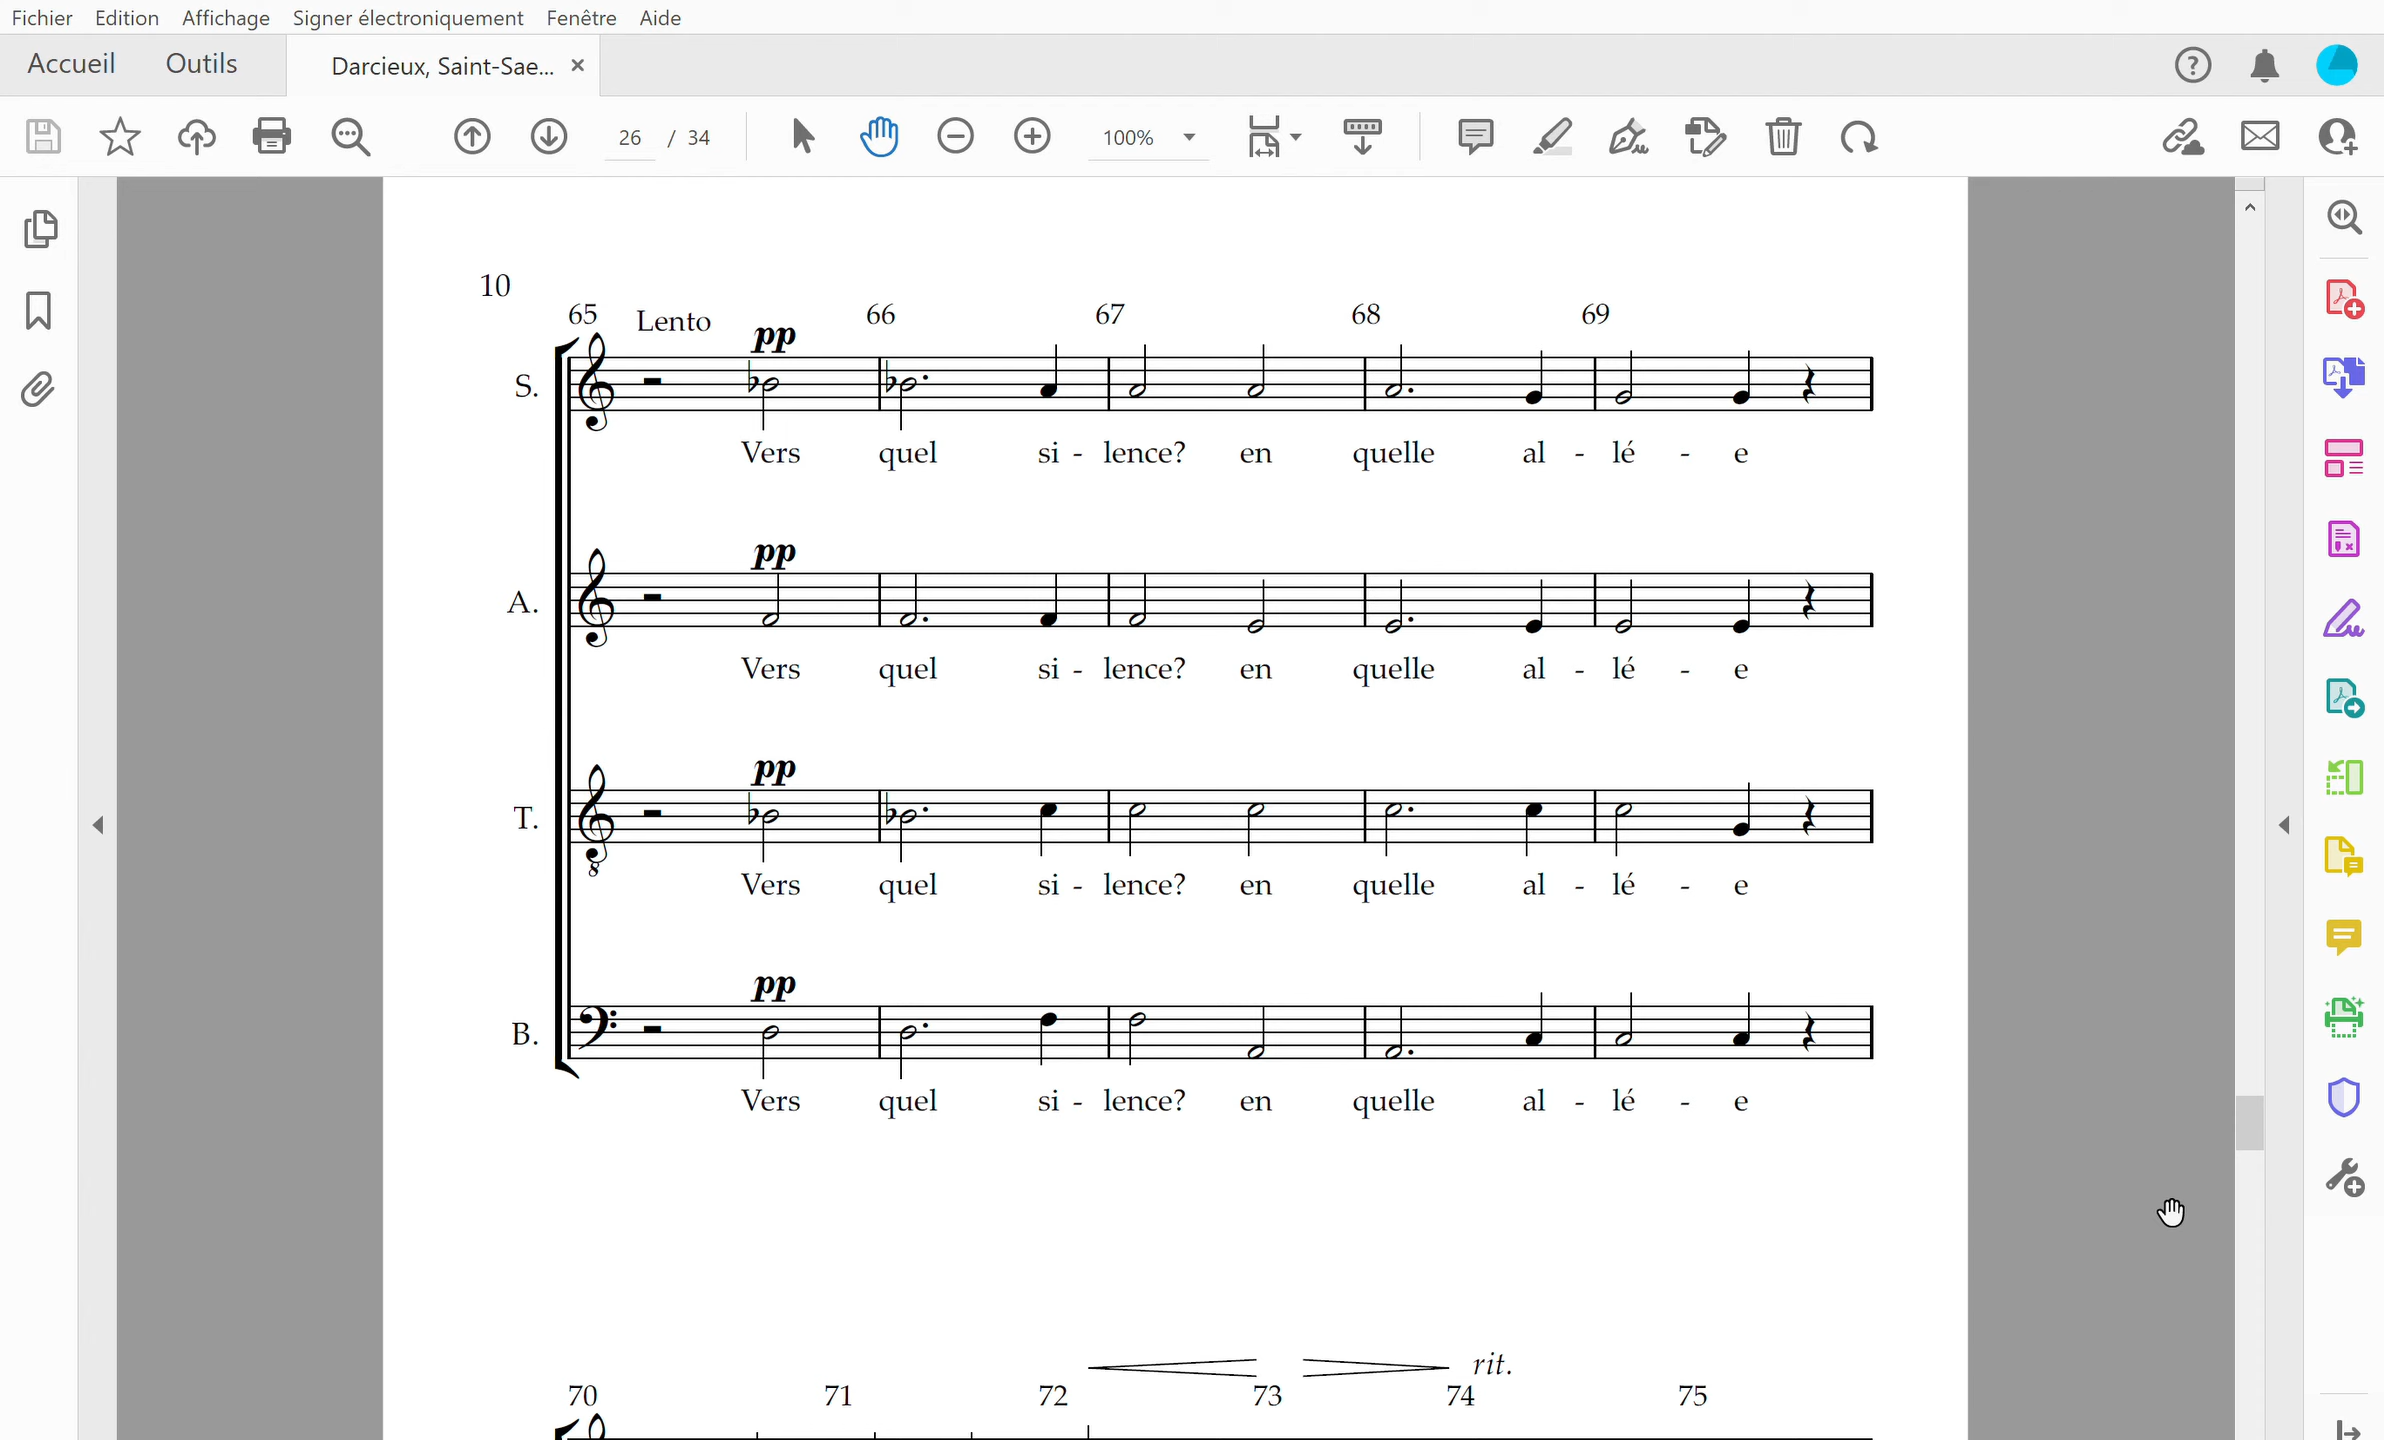 Fichier Edition Affichage Signer électroniquement Fenêtre Aide
Accueil Outils Darcieux, Saint-Sae... ×
26 / 34 100%
10
65 Lento 66 67 68 69
pp
S.
Vers quel si - lence? en quelle al - lé - e
pp
A.
Vers quel si - lence? en quelle al - lé - e
pp
T.
8
Vers quel si - lence? en quelle al - lé - e
pp
B.
Vers quel si - lence? en quelle al - lé - e
rit.
70 71 72 73 74 75